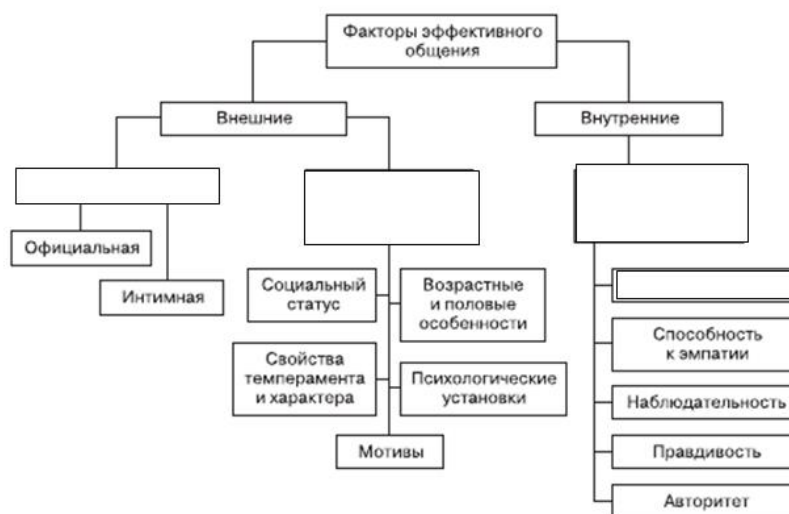 Факторы эффективного
общения
Внешние
Внутренние
Официальная
Интимная
Социальный
статус
Возрастные
и половые
особенности
Свойства
темперамента
и характера
Психологические
установки
Мотивы
Способность
к эмпатии
Наблюдательность
Правдивость
Авторитет